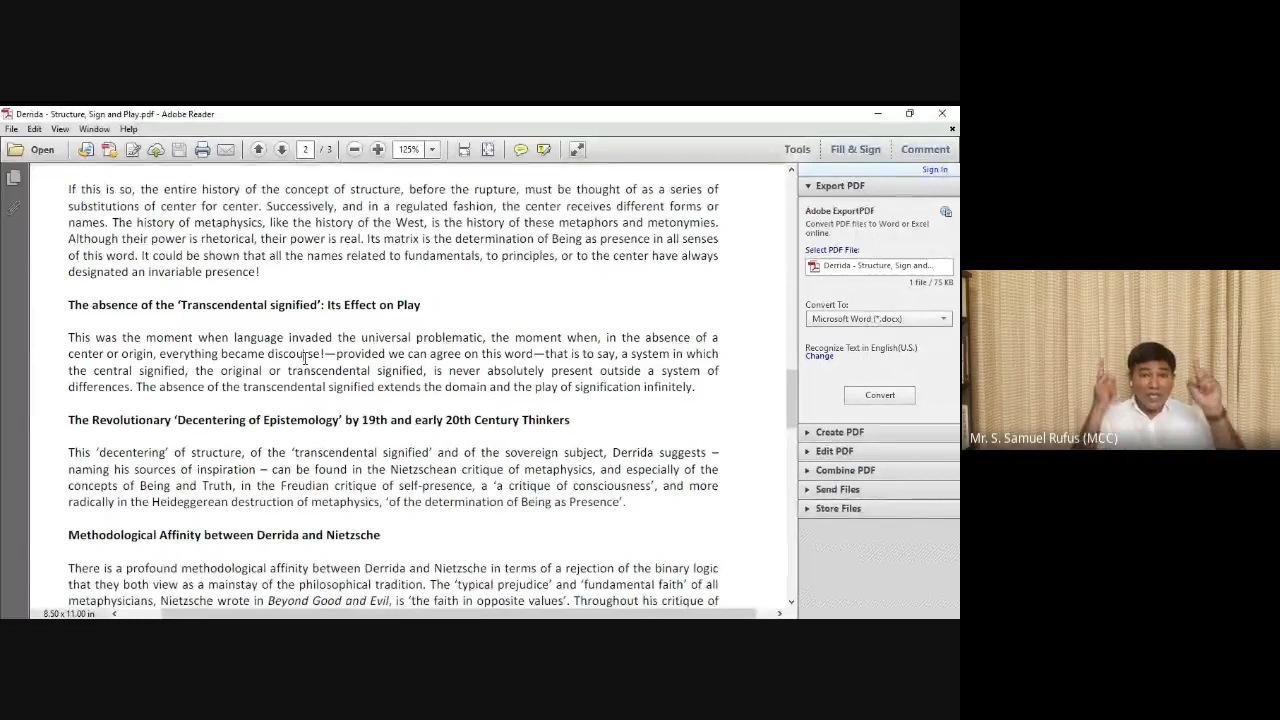 Derrida - Structure, Sign and Play.pdf - Adobe Reader
File Edit View Window Help
Open 2 / 3 125% Tools Fill & Sign Comment
If this is so, the entire history of the concept of structure, before the rupture, must be thought of as a series of
substitutions of center for center. Successively, and in a regulated fashion, the center receives different forms or
names. The history of metaphysics, like the history of the West, is the history of these metaphors and metonymies.
Although their power is rhetorical, their power is real. Its matrix is the determination of Being as presence in all senses
of this word. It could be shown that all the names related to fundamentals, to principles, or to the center have always
designated an invariable presence!
The absence of the ‘Transcendental signified’: Its Effect on Play
This was the moment when language invaded the universal problematic, the moment when, in the absence of a
center or origin, everything became discourse!—provided we can agree on this word—that is to say, a system in which
the central signified, the original or transcendental signified, is never absolutely present outside a system of
differences. The absence of the transcendental signified extends the domain and the play of signification infinitely.
The Revolutionary ‘Decentering of Epistemology’ by 19th and early 20th Century Thinkers
This ’decentering’ of structure, of the ‘transcendental signified’ and of the sovereign subject, Derrida suggests –
naming his sources of inspiration – can be found in the Nietzschean critique of metaphysics, and especially of the
concepts of Being and Truth, in the Freudian critique of self-presence, a ‘a critique of consciousness’, and more
radically in the Heideggerean destruction of metaphysics, ‘of the determination of Being as Presence’.
Methodological Affinity between Derrida and Nietzsche
There is a profound methodological affinity between Derrida and Nietzsche in terms of a rejection of the binary logic
that they both view as a mainstay of the philosophical tradition. The ‘typical prejudice’ and ‘fundamental faith’ of all
metaphysicians, Nietzsche wrote in Beyond Good and Evil, is ‘the faith in opposite values’. Throughout his critique of
8.50 x 11.00 in
Sign In
Export PDF
Adobe ExportPDF
Convert PDF files to Word or Excel
online.
Select PDF File:
Derrida - Structure, Sign and...
1 file / 75 KB
Convert To:
Microsoft Word (*.docx)
Recognize Text in English(U.S.)
Change
Convert
Create PDF
Edit PDF
Combine PDF
Send Files
Store Files
Mr. S. Samuel Rufus (MCC)